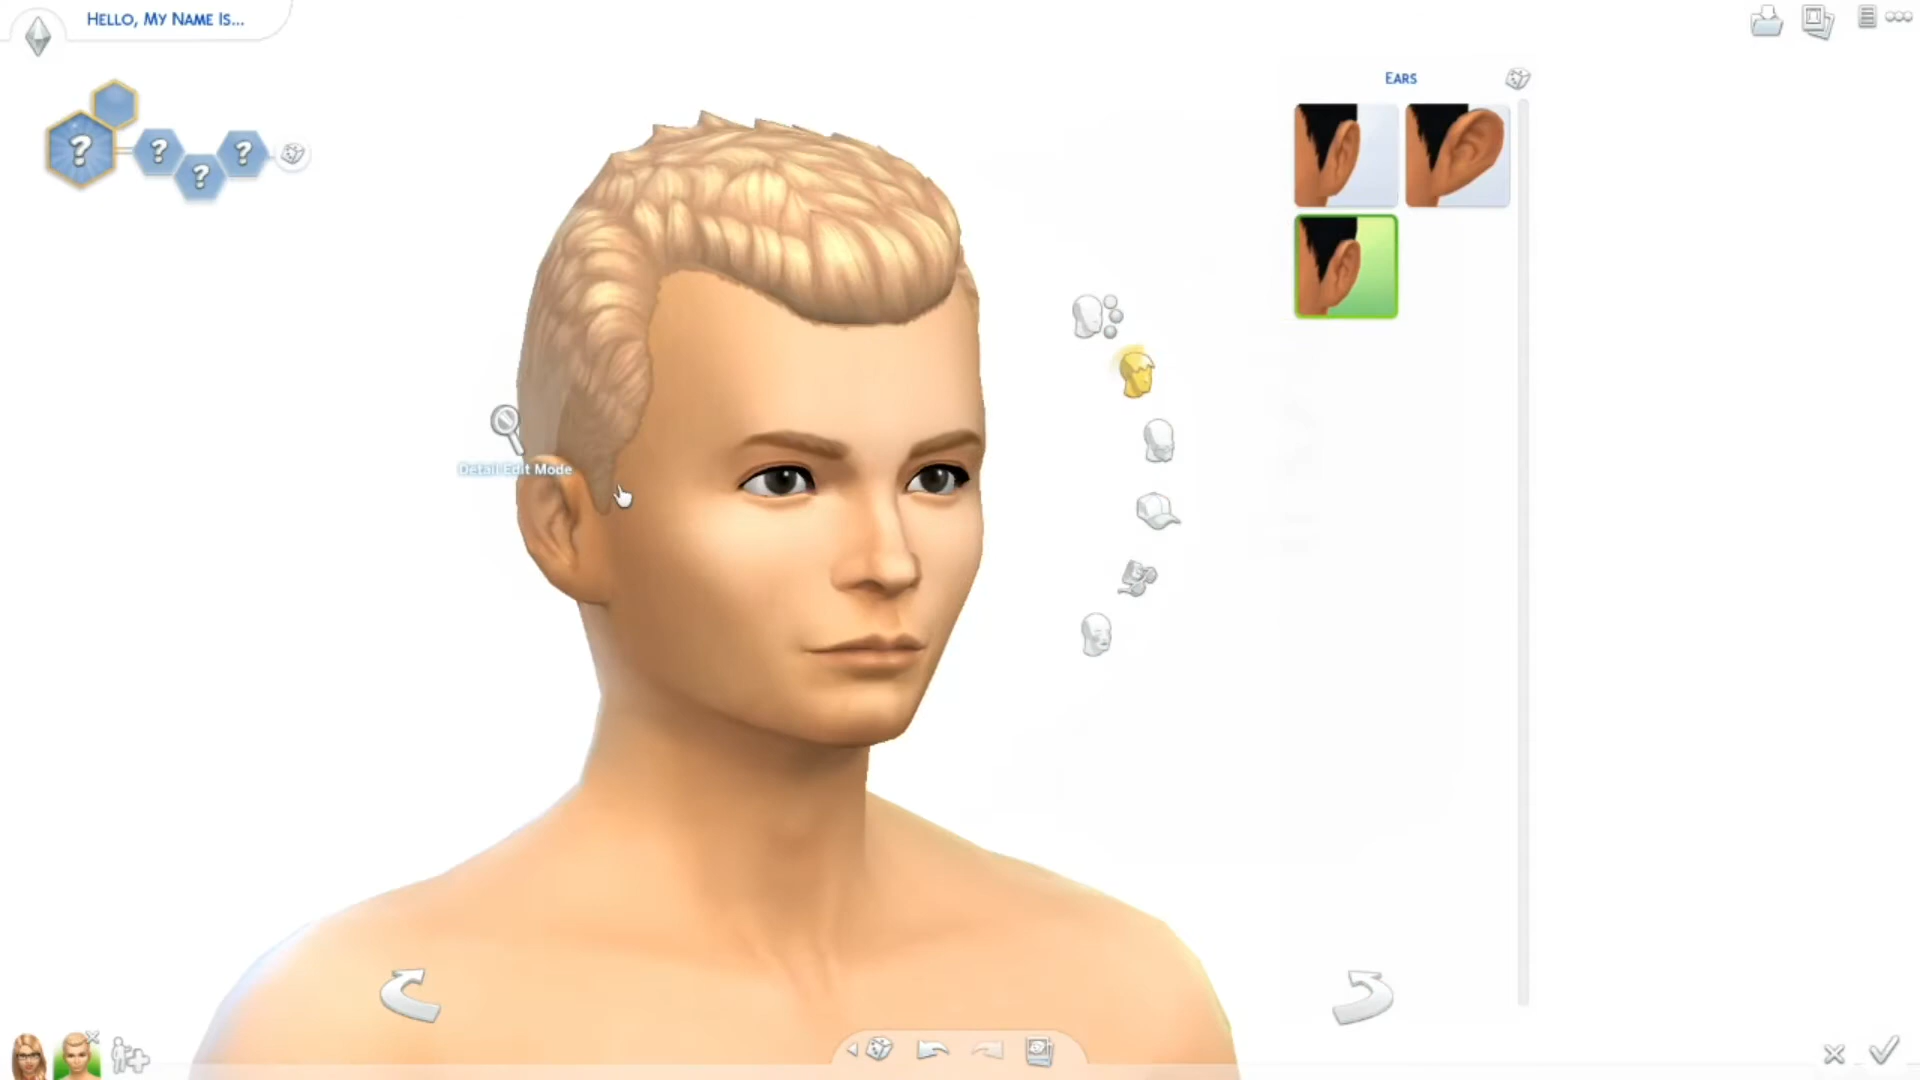 Hello, My Name Is...
Ears
? ? ? ?
Detail Edit Mode